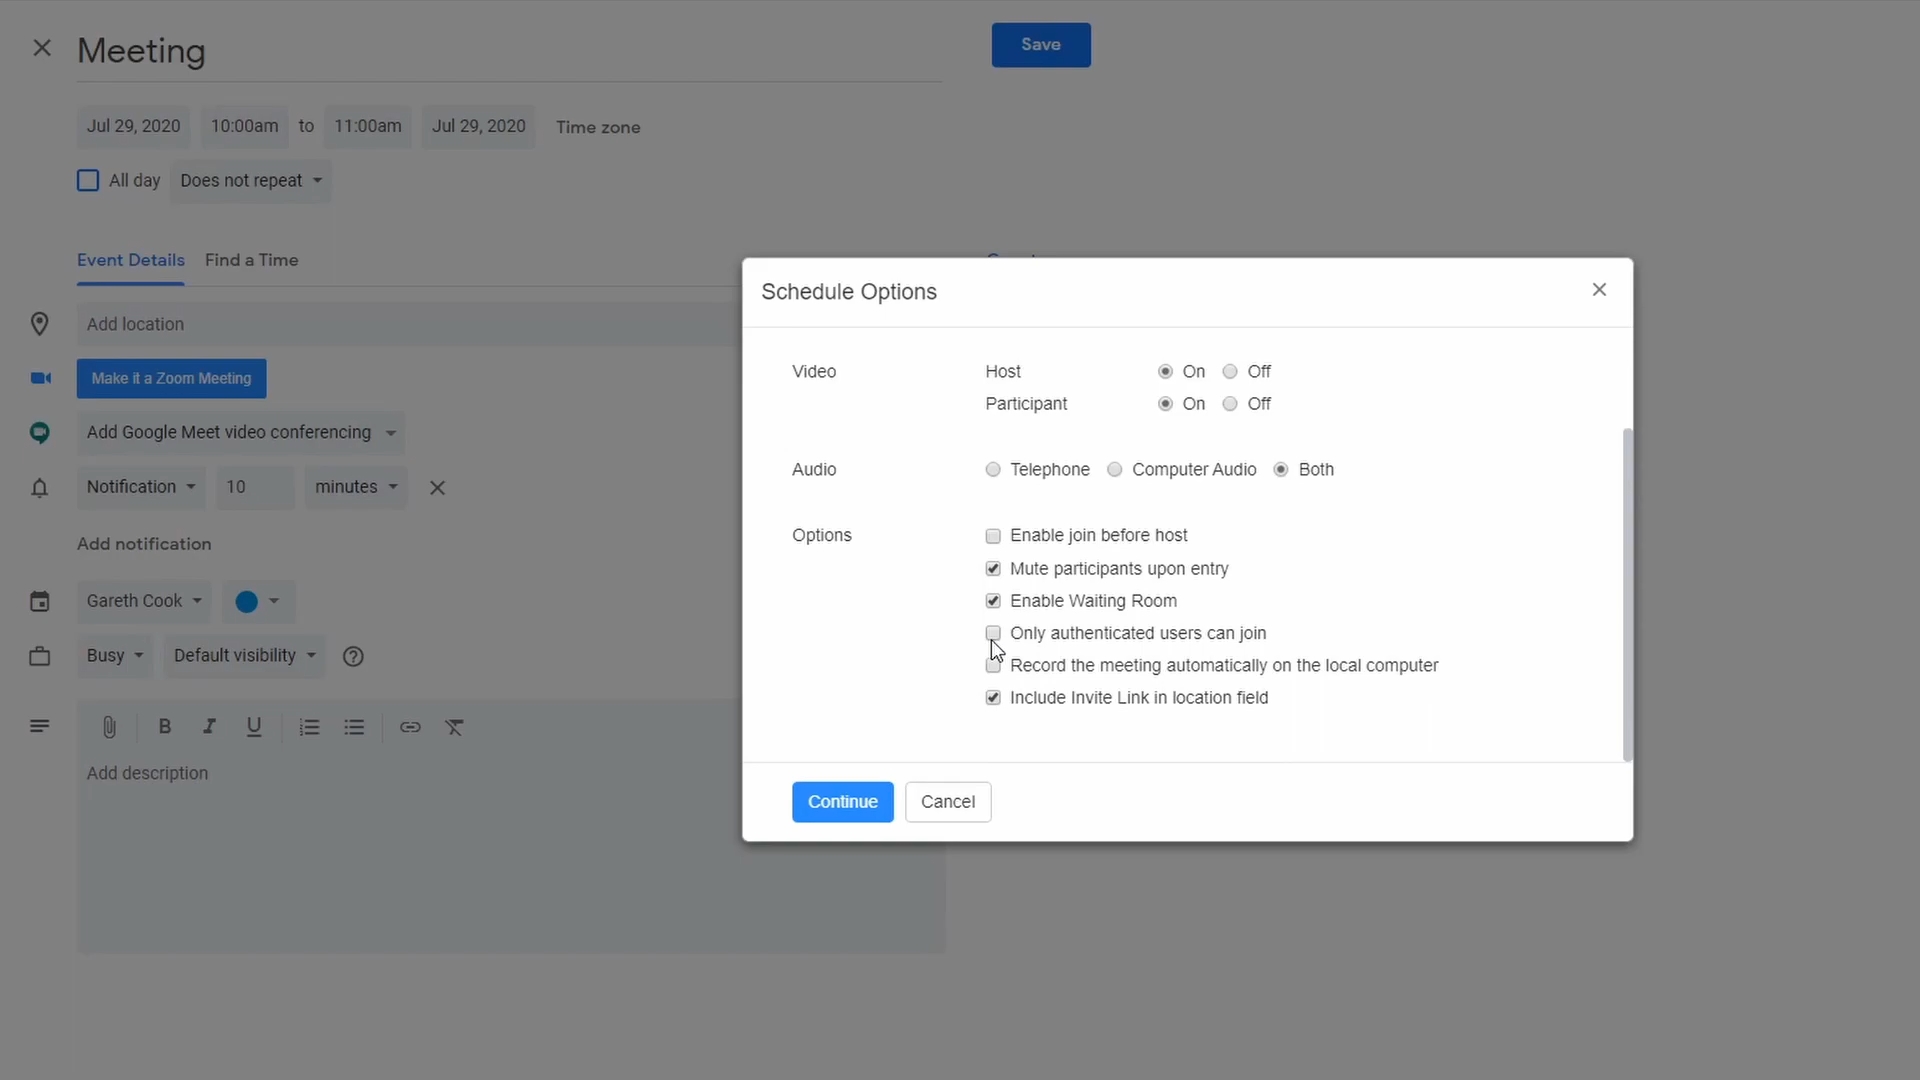 Meeting
Save
Jul 29, 2020 10:00am to 11:00am Jul 29, 2020 Time zone
All day Does not repeat
Event Details Find a Time
Add location
Make it a Zoom Meeting
Add Google Meet video conferencing
Notification 10 minutes
Add notification
Gareth Cook
Busy Default visibility
B I U
Add description
Schedule Options
Video Host On Off
Participant On Off
Audio Telephone Computer Audio Both
Options Enable join before host
Mute participants upon entry
Enable Waiting Room
Only authenticated users can join
Record the meeting automatically on the local computer
Include Invite Link in location field
Continue Cancel